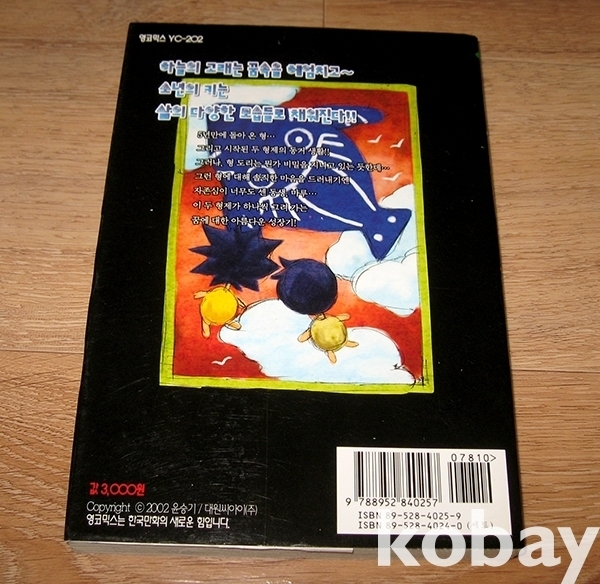 영코믹스 YC-202
하늘의 고래는 꿈속을 헤엄치고~
소년의 키는
삶의 다양한 모습들로 채워진다!!
5년만에 돌아 온 형···
그리고 시작된 두 형제의 동거 생활!!
그러나, 형 도리는 뭔가 비밀을 지니고 있는 듯한데···
그런 형에 대해 솔직한 마음을 드러내기엔
자존심이 너무도 센 동생, 마루···
이 두 형제가 하나씩 그려 가는
꿈에 대한 아름다운 성장기!
값 3,000원
Copyright ⓒ 2002 윤승기 / 대원씨아이(주)
영코믹스는 한국만화의 새로운 힘입니다.
07810>
9 788952 840257
ISBN 89-528-4025-9
ISBN 89-528-4024-0 (세트)
kobay